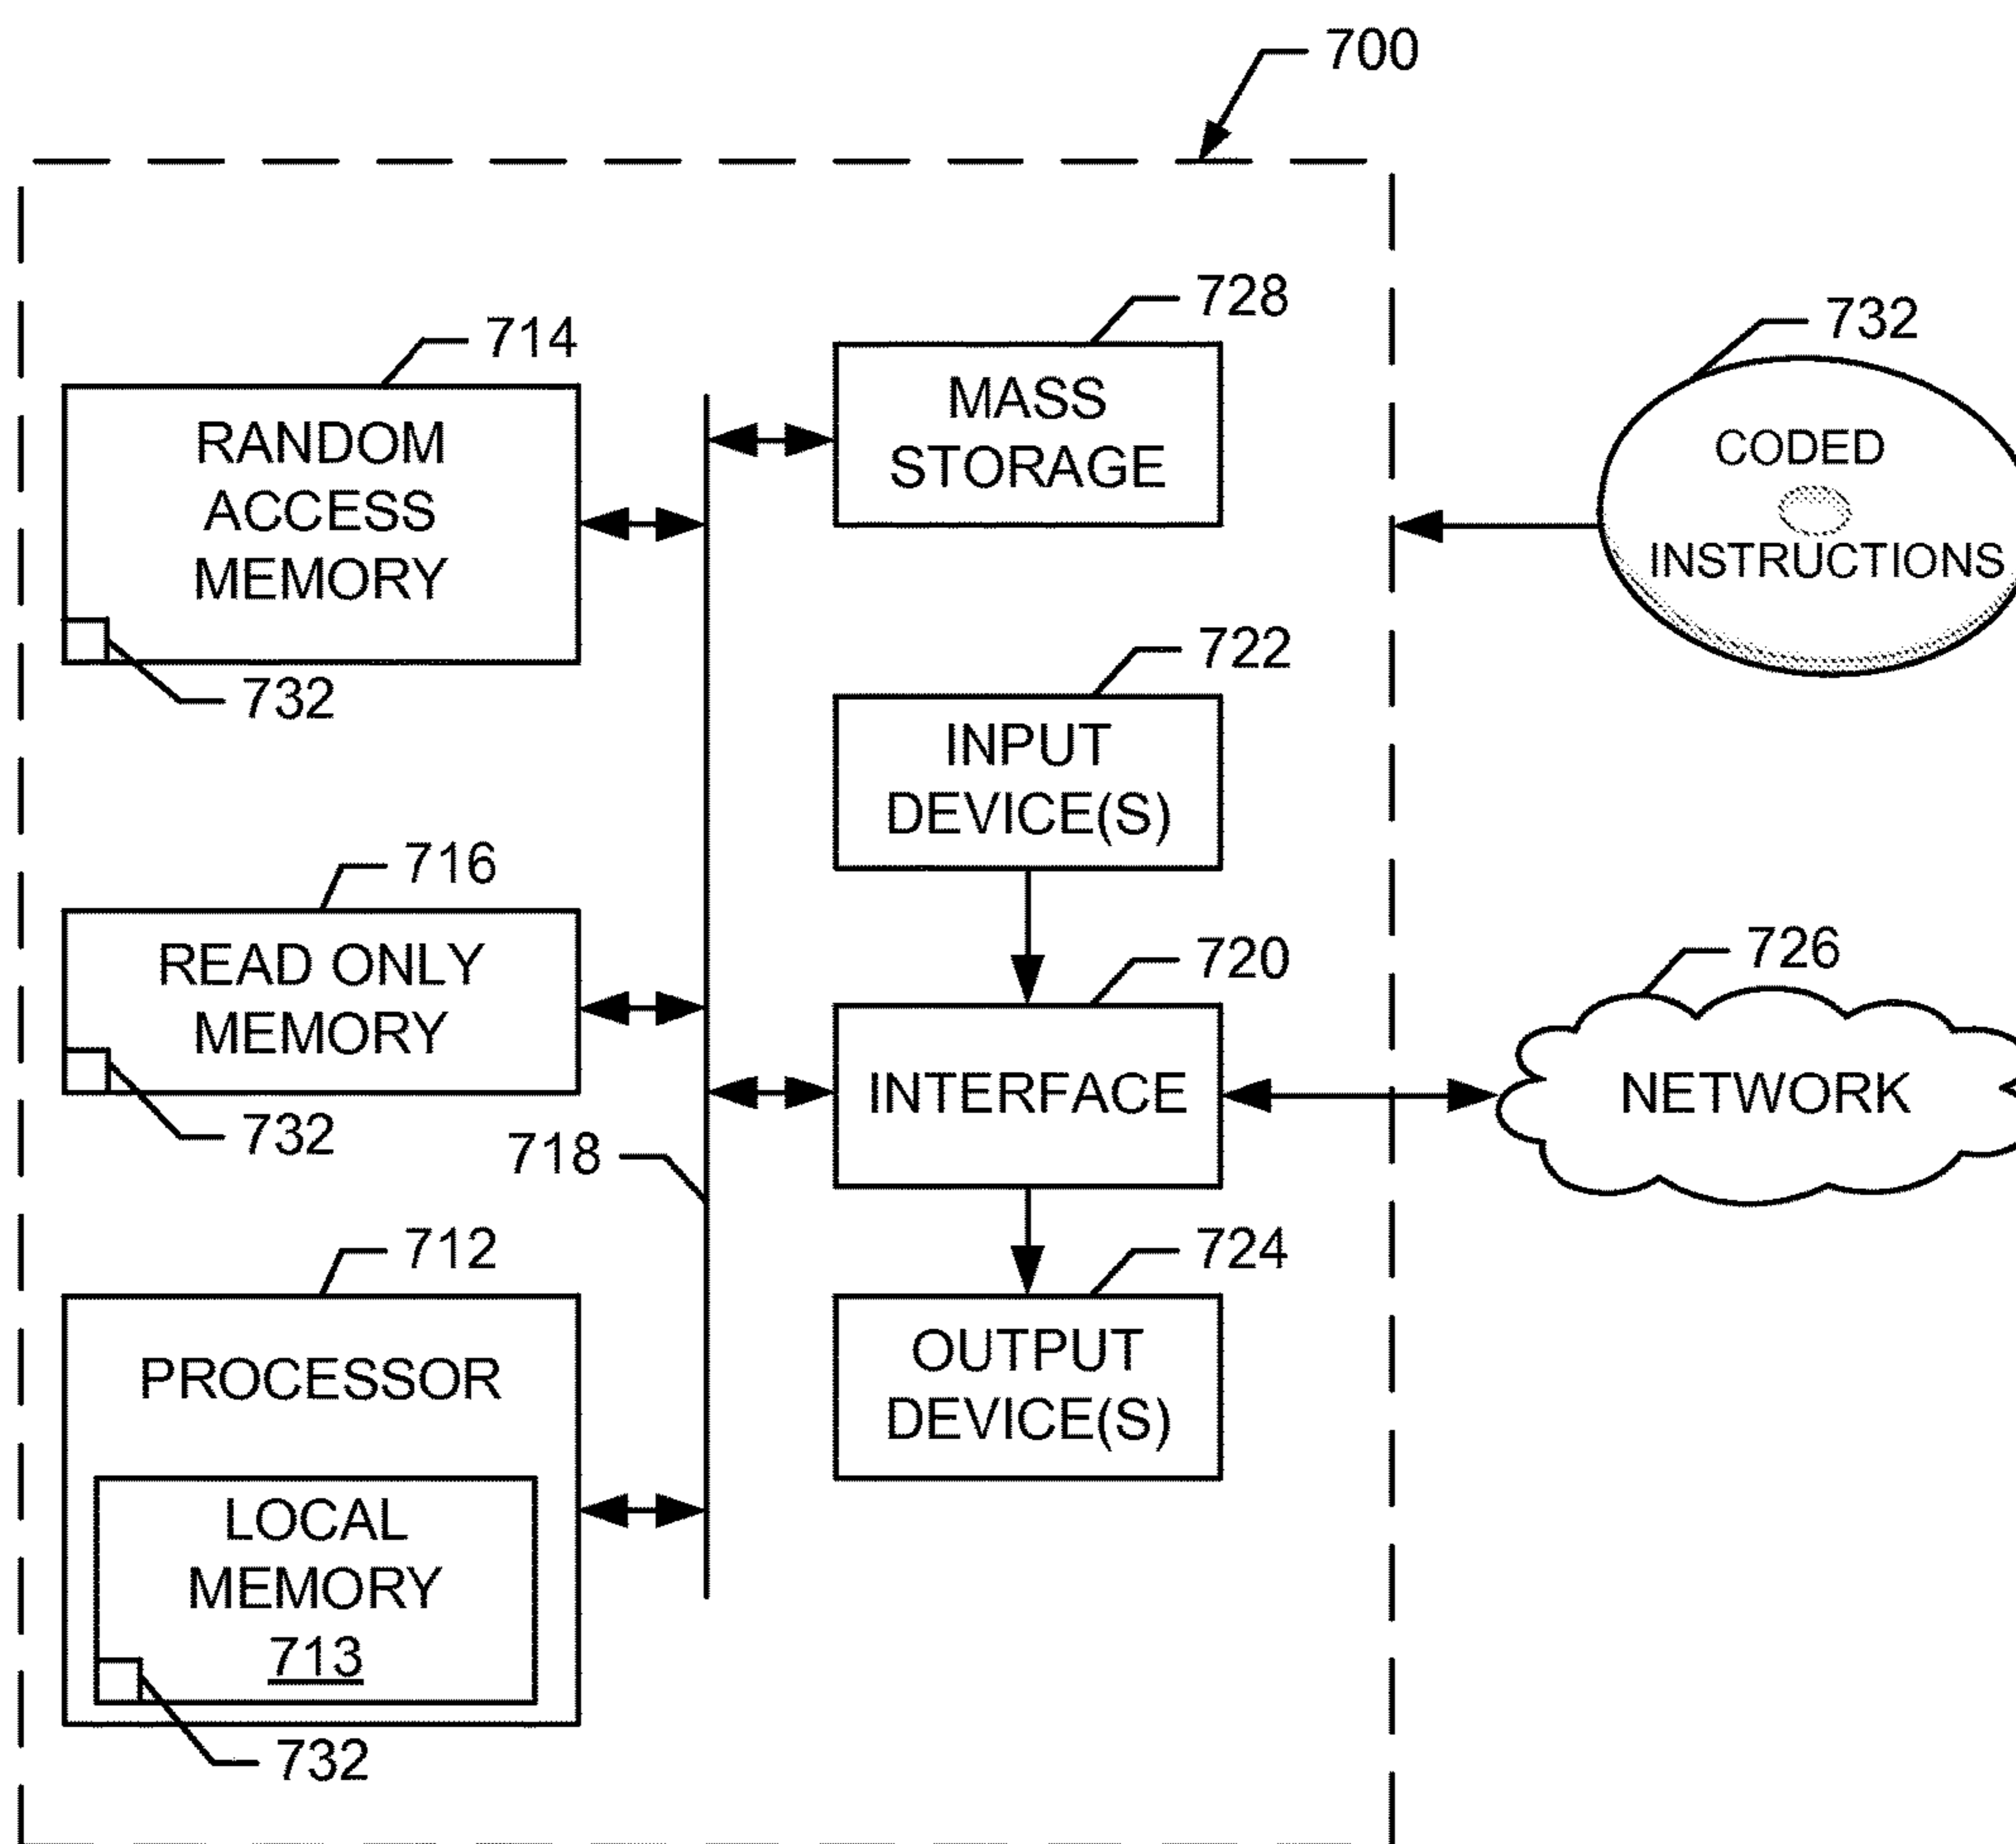 700
728
714
732
MASS
STORAGE
RANDOM
ACCESS
MEMORY
CODED
INSTRUCTIONS
722
732
INPUT
DEVICE(S)
716
READ ONLY
MEMORY
720
726
INTERFACE
NETWORK
732
718
712
724
PROCESSOR
OUTPUT
DEVICE(S)
LOCAL
MEMORY
713
732